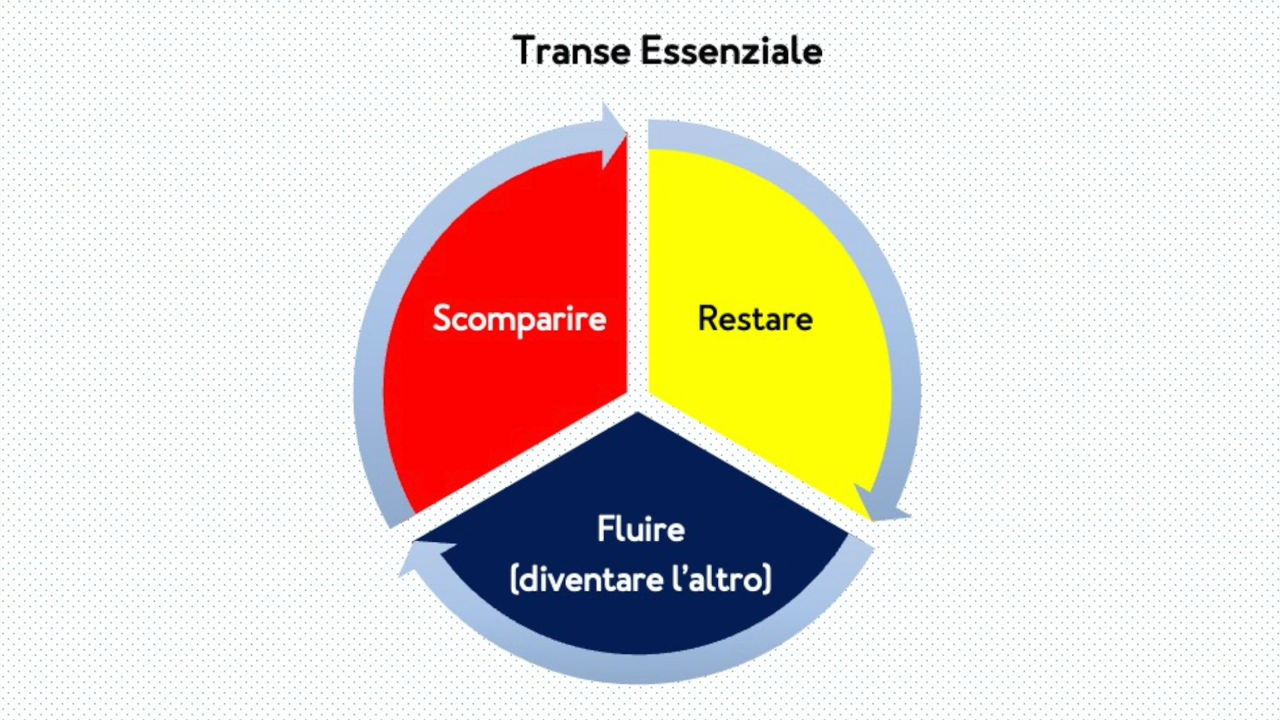 Transe Essenziale
Scomparire
Restare
Fluire
(diventare l'altro)